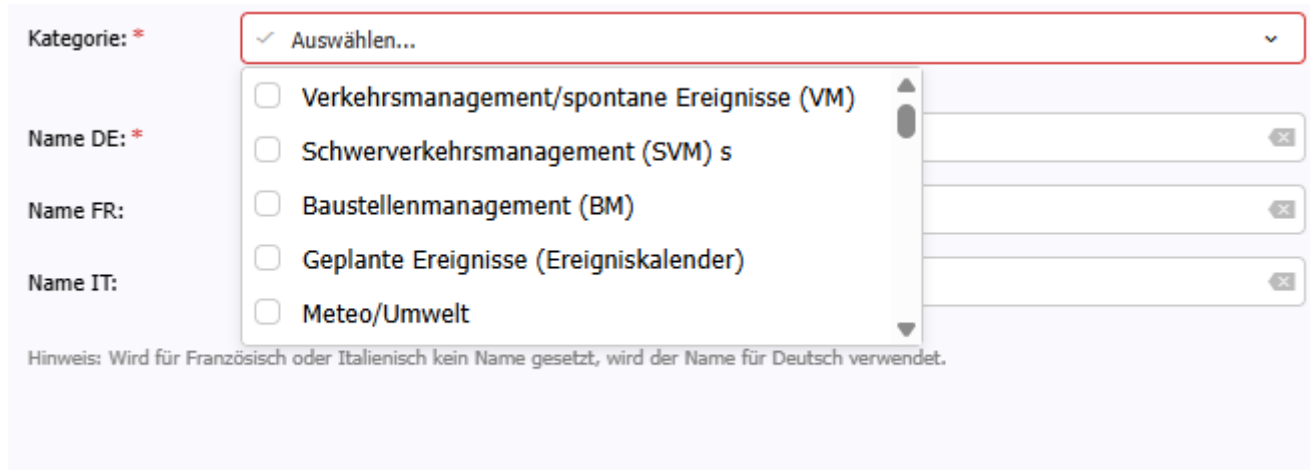 Kategorie: *
Auswählen...
Verkehrsmanagement/spontane Ereignisse (VM)
Schwerverkehrsmanagement (SVM) s
Baustellenmanagement (BM)
Geplante Ereignisse (Ereigniskalender)
Meteo/Umwelt
Name DE: *
Name FR:
Name IT:
Hinweis: Wird für Französisch oder Italienisch kein Name gesetzt, wird der Name für Deutsch verwendet.